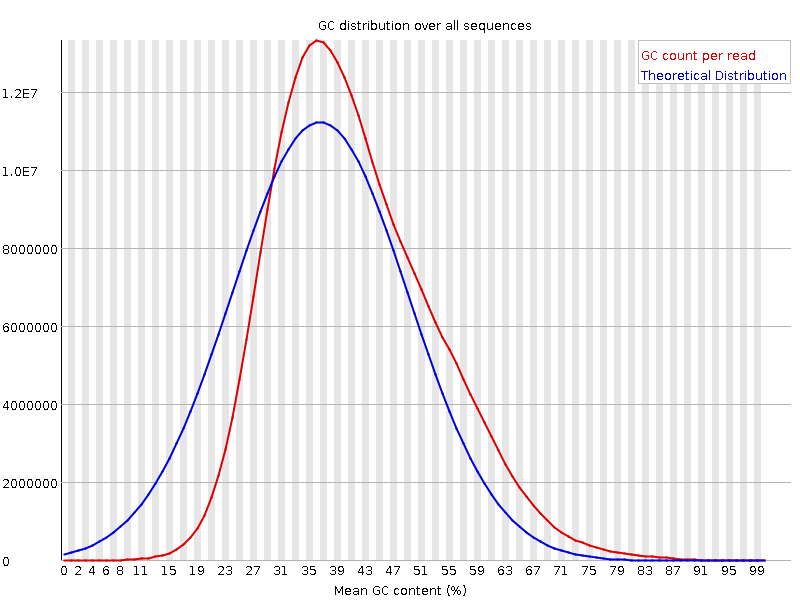 GC distribution over all sequences
GC count per read
Theoretical Distribution
1.2E7
1.0E7
8000000
6000000
4000000
2000000
0
0 2 4 6 8 11 15 19 23 27 31 35 39 43 47 51 55 59 63 67 71 75 79 83 87 91 95 99
Mean GC content (%)